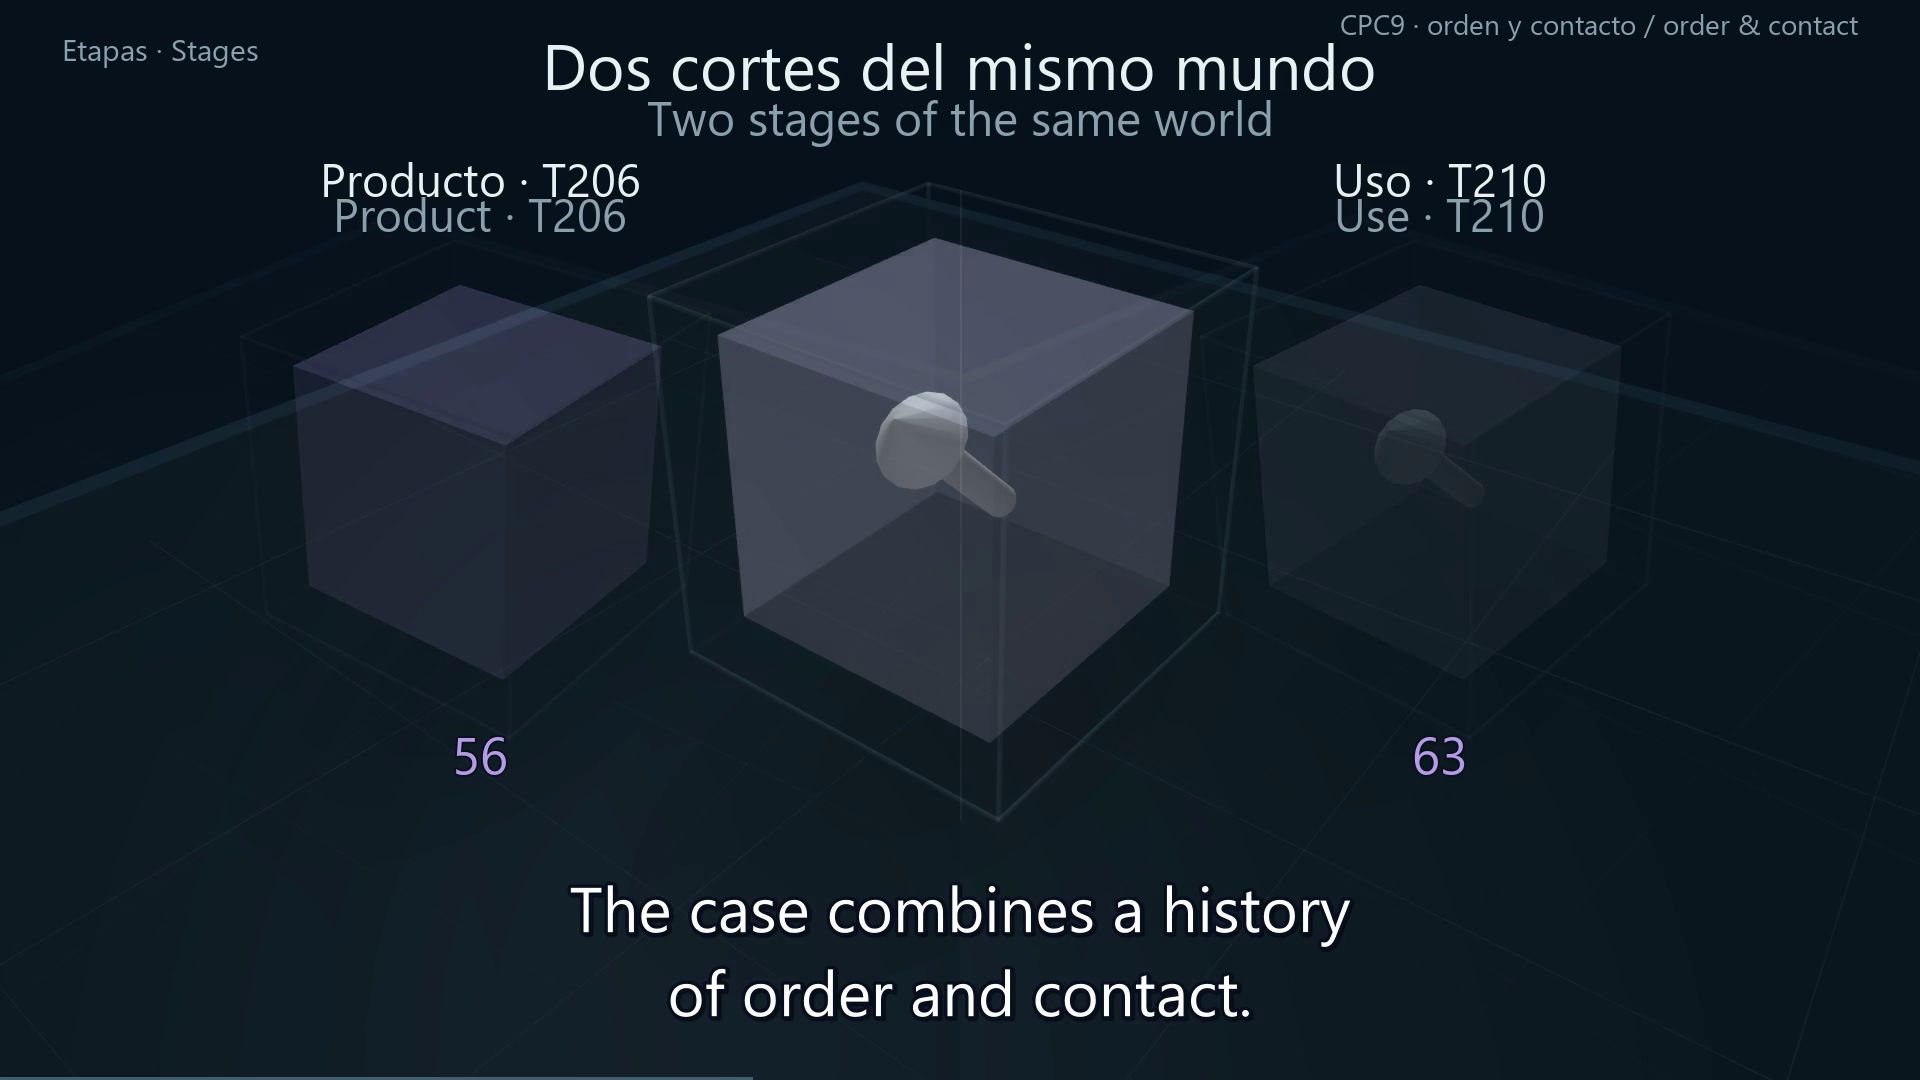 Etapas · Stages
CPC9 · orden y contacto / order & contact
Dos cortes del mismo mundo
Two stages of the same world
Producto · T206
Product · T206
Uso · T210
Use · T210
56
63
The case combines a history
of order and contact.